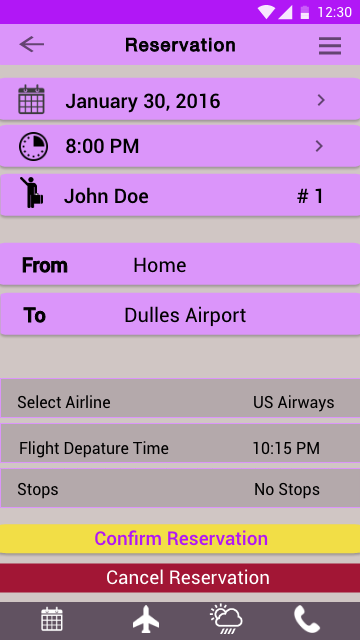 12:30
Reservation
January 30, 2016
8:00 PM
John Doe # 1
From Home
To Dulles Airport
Select Airline US Airways
Flight Depature Time 10:15 PM
Stops No Stops
Confirm Reservation
Cancel Reservation